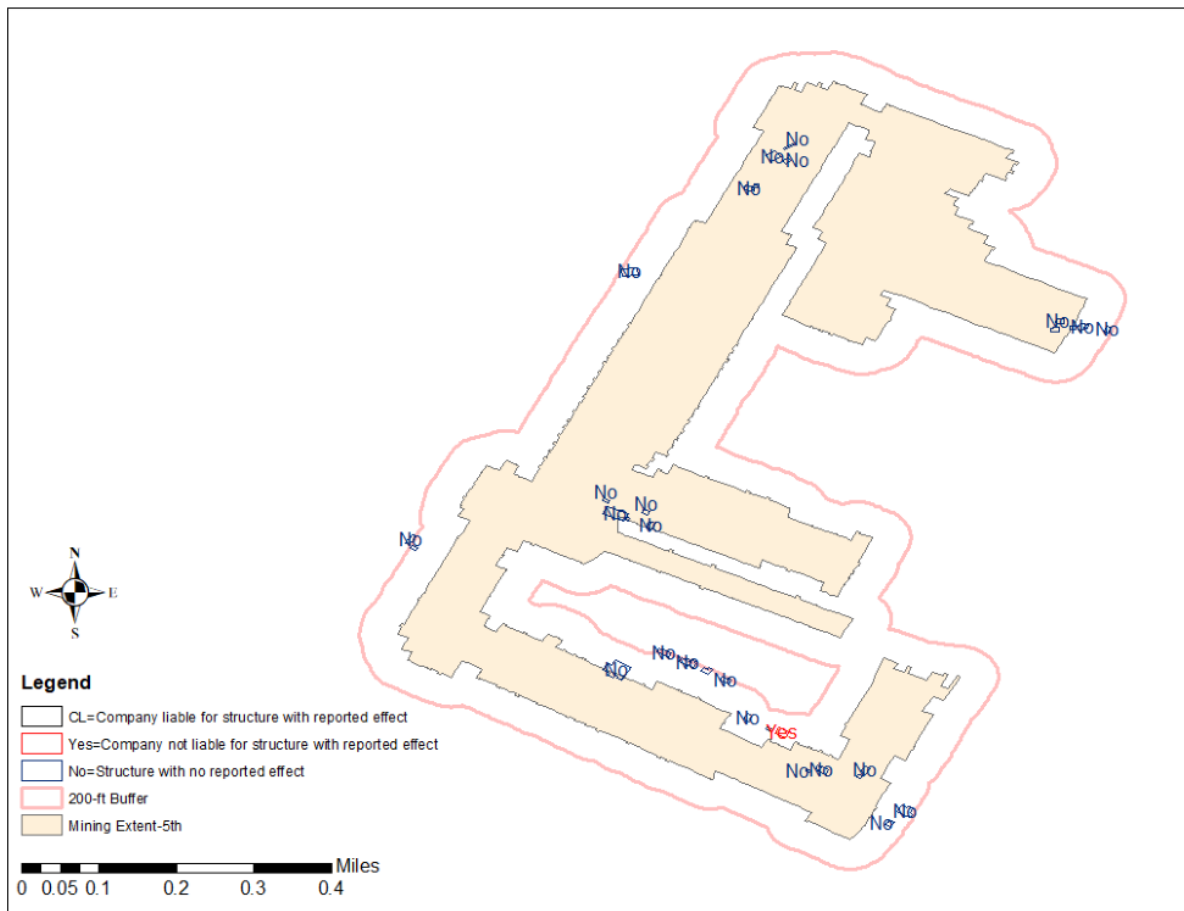 No
No No
No
No
No No No
No
No
No
No
No
No
No
No
No
No
Yes
No No No
No
No
N
W E
S
Legend
CL=Company liable for structure with reported effect
Yes=Company not liable for structure with reported effect
No=Structure with no reported effect
200-ft Buffer
Mining Extent-5th
Miles
0 0.05 0.1 0.2 0.3 0.4